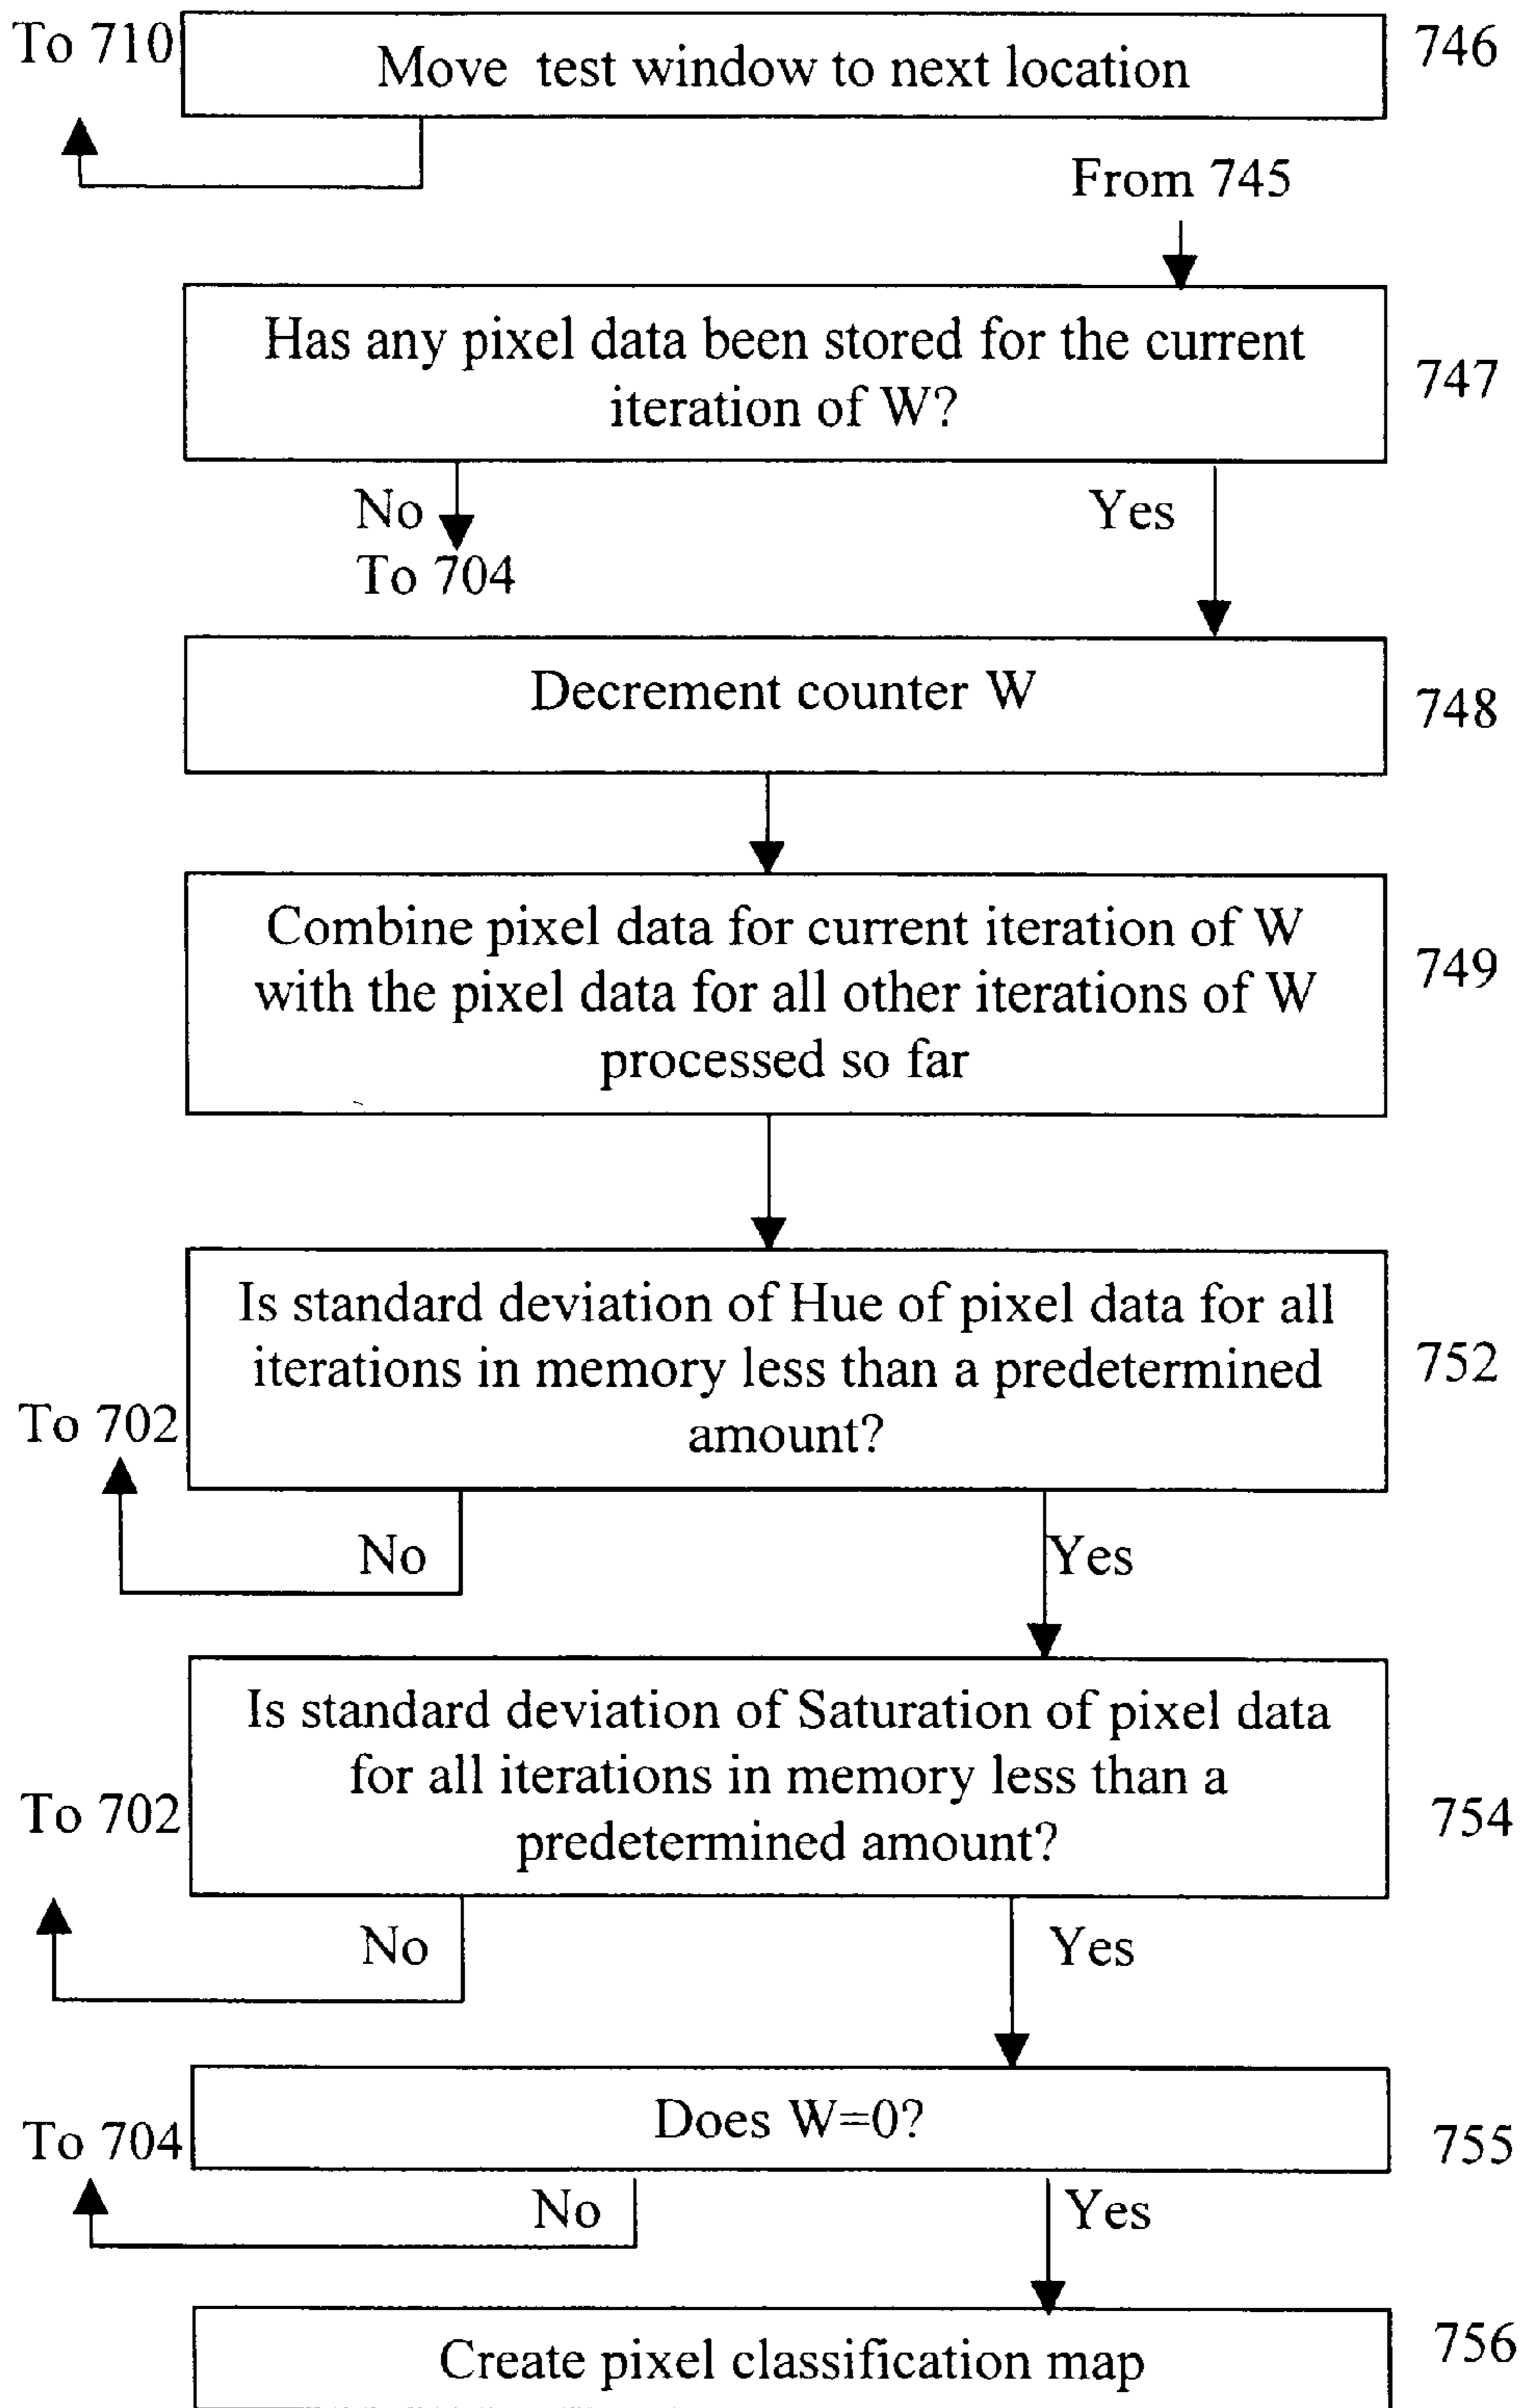 To 710
Move test window to next location
746
From 745
Has any pixel data been stored for the current
iteration of W?
747
No
To 704
Yes
Decrement counter W
748
Combine pixel data for current iteration of W
with the pixel data for all other iterations of W
processed so far
749
Is standard deviation of Hue of pixel data for all
iterations in memory less than a predetermined
amount?
752
To 702
No
Yes
Is standard deviation of Saturation of pixel data
for all iterations in memory less than a
predetermined amount?
754
To 702
No
Yes
Does W=0?
755
To 704
No
Yes
Create pixel classification map
756